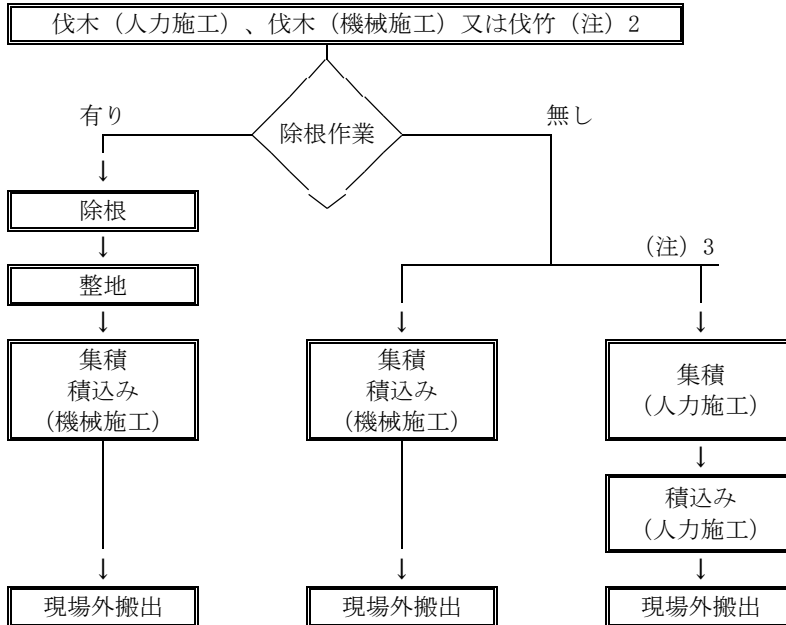 伐木(人力施工)、伐木(機械施工)又は伐竹(注)2
有り
除根作業
無し
↓
除根
↓
整地
(注)3
↓
↓
↓
集積
積込み
(機械施工)
集積
積込み
(機械施工)
集積
(人力施工)
↓
積込み
(人力施工)
↓
↓
↓
現場外搬出
現場外搬出
現場外搬出